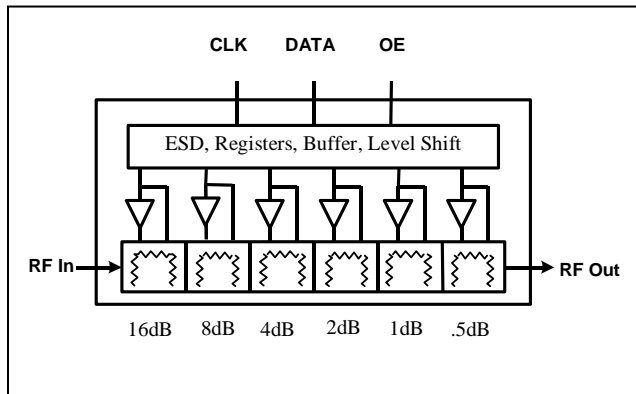 CLK DATA OE
ESD, Registers, Buffer, Level Shift
RF In
RF Out
16dB 8dB 4dB 2dB 1dB .5dB